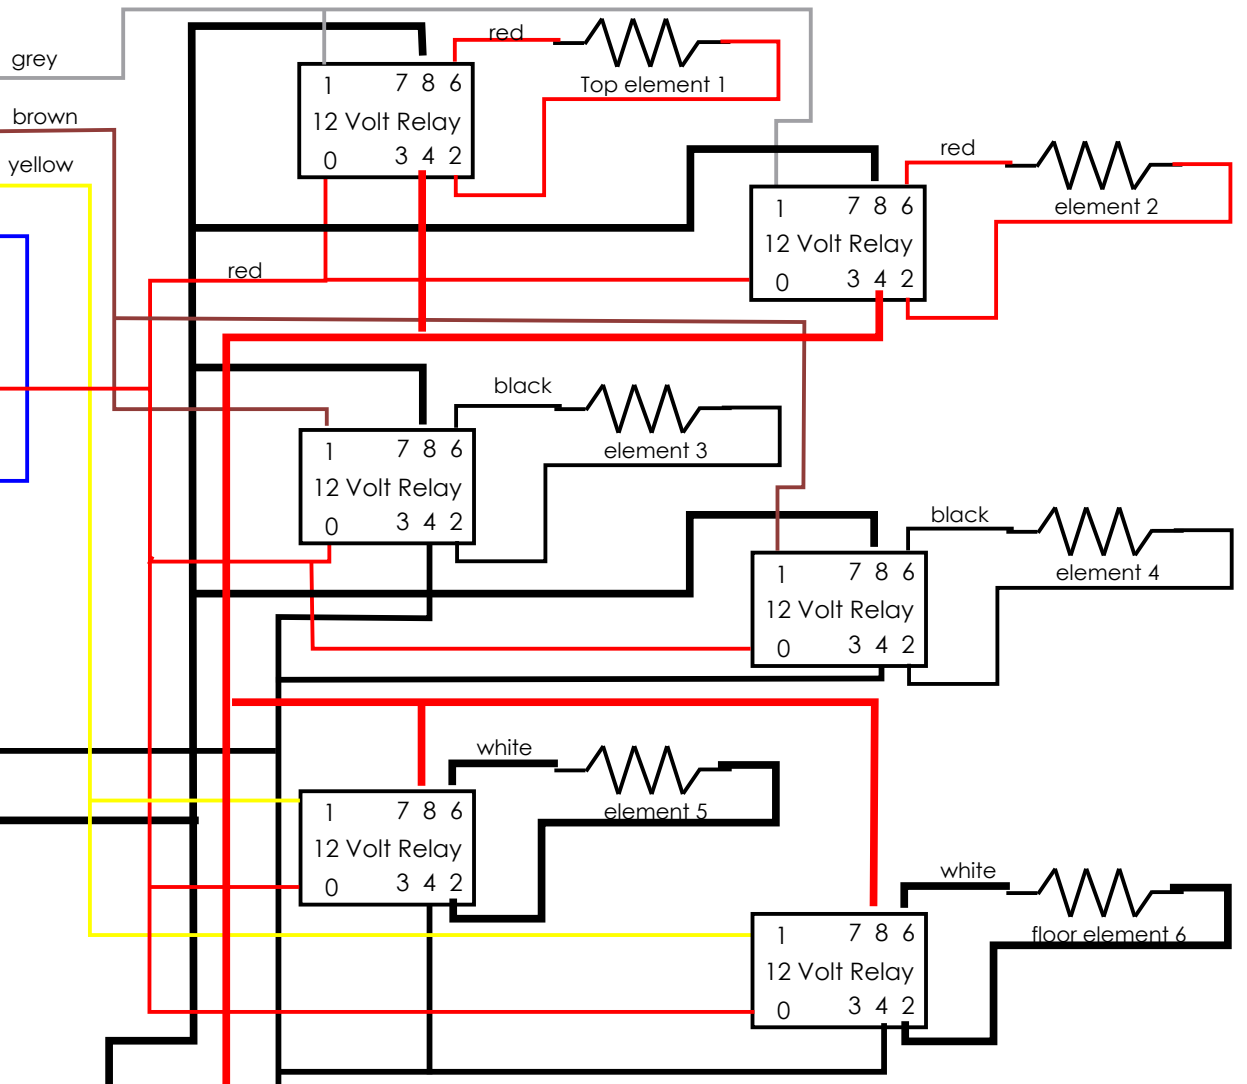 grey
brown
yellow
red
1 7 8 6
12 Volt Relay
0 3 4 2
Top element 1
red
1 7 8 6
12 Volt Relay
0 3 4 2
element 2
red
black
1 7 8 6
12 Volt Relay
0 3 4 2
element 3
black
1 7 8 6
12 Volt Relay
0 3 4 2
element 4
white
1 7 8 6
12 Volt Relay
0 3 4 2
element 5
white
1 7 8 6
12 Volt Relay
0 3 4 2
floor element 6